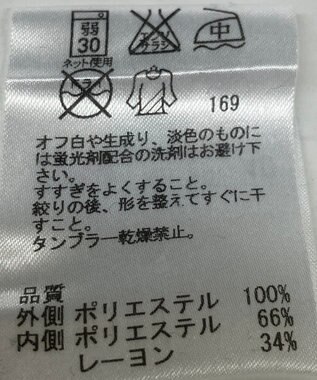 弱
30
エンソ
サラシ
中
ネット使用
ドライ
169
オフ白や生成り、淡色のものに
は蛍光剤配合の洗剤はお避け下
さい。
すすぎをよくすること。
絞りの後、形を整えてすぐに干
すこと。
タンブラー乾燥禁止。
品質
外側 ポリエステル 100%
内側 ポリエステル 66%
レーヨン 34%